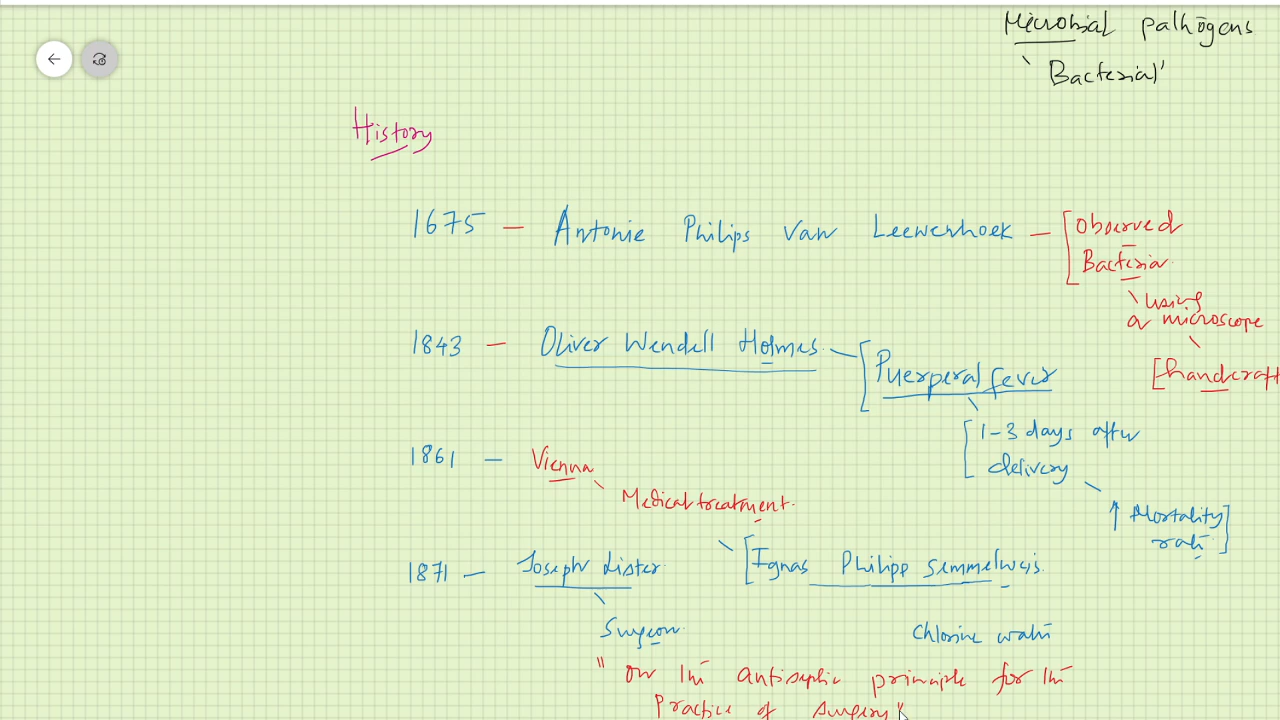 Microbial pathogens
'Bacterial'
History
1675 – Antonie Philips Van Leewenhoek – [Observed
Bacteria
using
a microscope
1843 – Oliver Wendell Holmes
[Puerperal fever
[handcraft
[1-3 days after
delivery
1861 – Vienna
Medical treatment.
↑ Mortality]
rate
1871 – Joseph Lister
[Ignas Philipp Semmelweis.
Surgeon.
Chlorine water
"On the Antiseptic principle for the
Practice of Surgery"